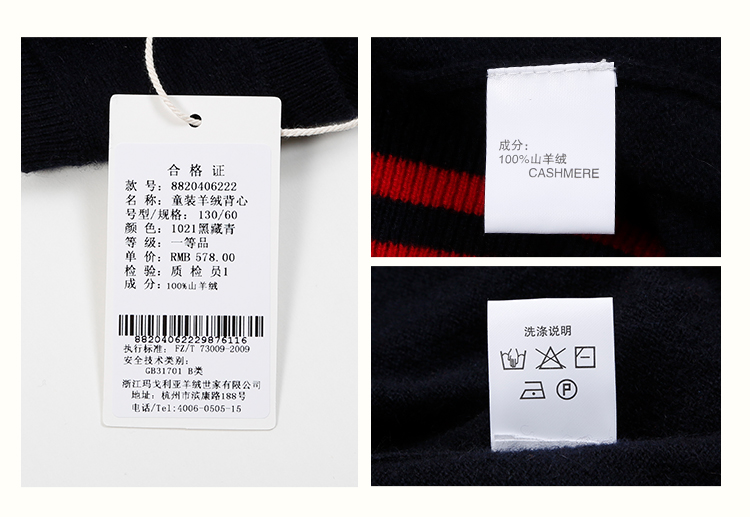 合格证
款号: 8820406222
名称: 童装羊绒背心
号型/规格: 130/60
颜色: 1021黑藏青
等级: 一等品
单价: RMB 578.00
检验: 质 检 员1
成分: 100%山羊绒
88204062229876116
执行标准: FZ/T 73009-2009
安全技术类别:
GB31701 B类
浙江玛戈利亚羊绒世家有限公司
地址: 杭州市滨康路188号
电话/Tel:4006-0505-15
成分:
100%山羊绒
CASHMERE
洗涤说明
P